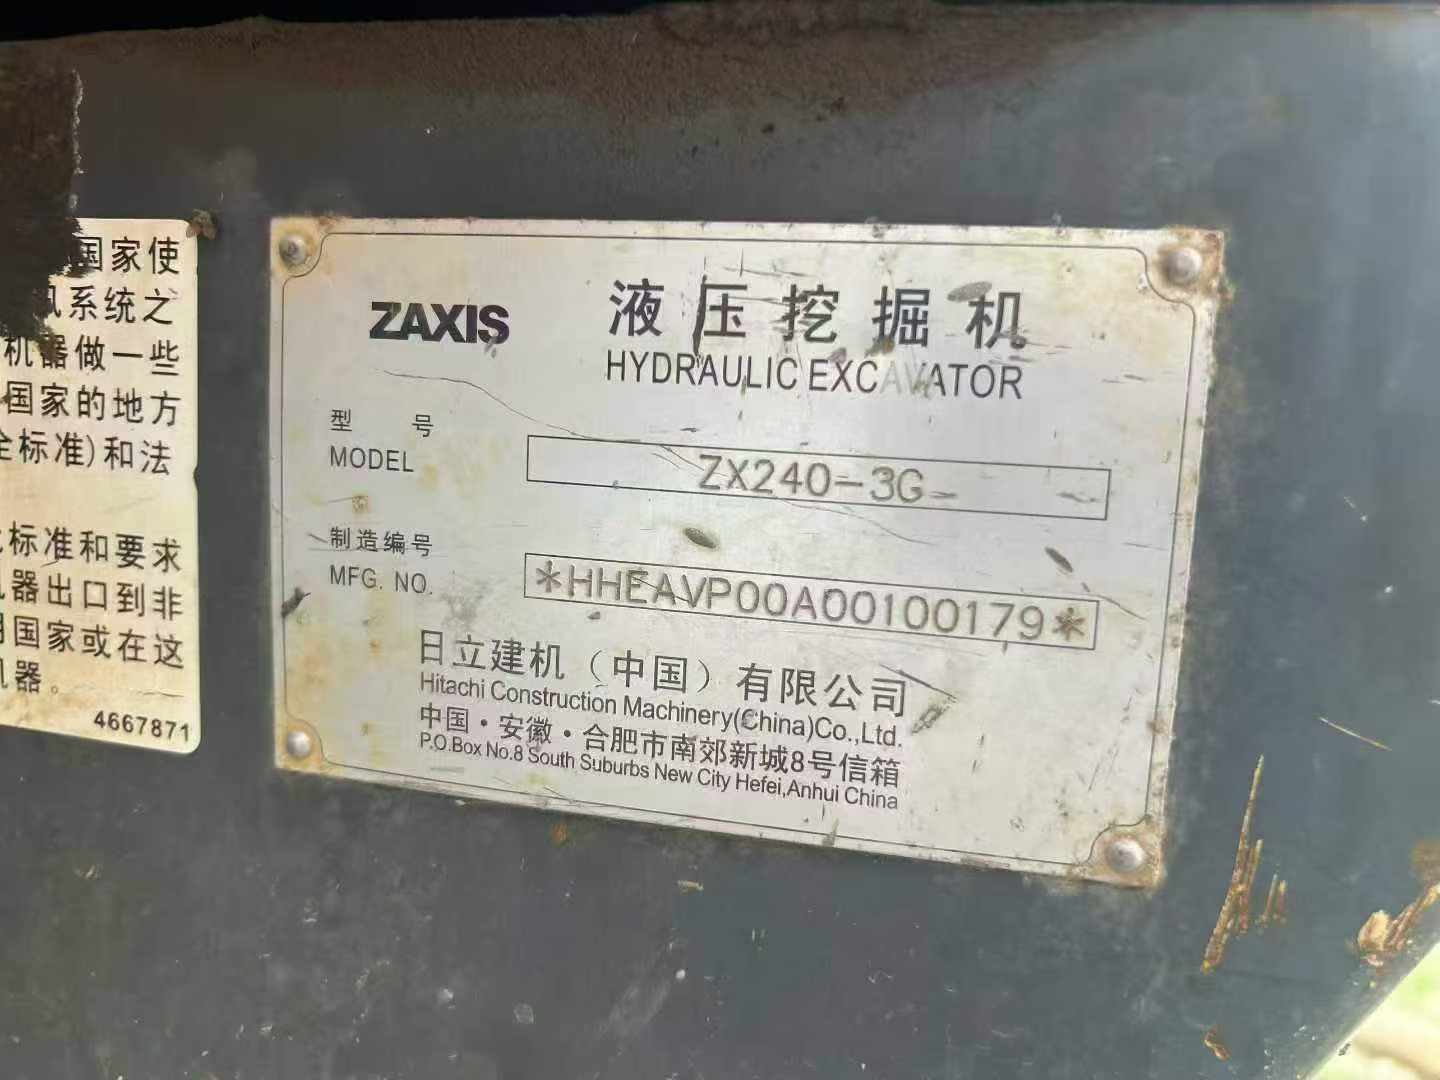 国家使
系统之
机器做一些
国家的地方
全标准)和法
标准和要求
机器出口到非
国家或在这
机器。
4667871
ZAXIS
液压挖掘机
HYDRAULIC EXCAVATOR
型号
MODEL
ZX240-3G
制造编号
MFG. NO.
*HHEAVP00A00100179*
日立建机（中国）有限公司
Hitachi Construction Machinery(China)Co.,Ltd.
中国·安徽·合肥市南郊新城8号信箱
P.O.Box No.8 South Suburbs New City Hefei,Anhui China